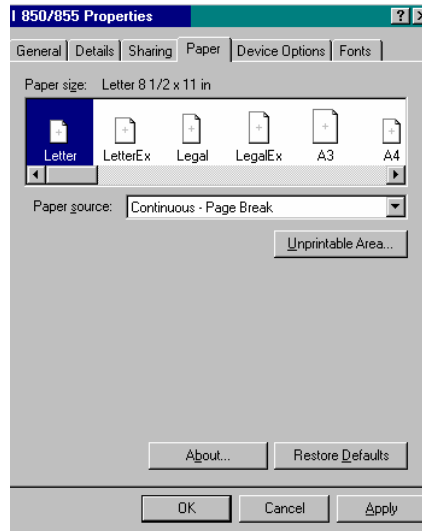 l 850/855 Properties
General Details Sharing Paper Device Options Fonts
Paper size: Letter 8 1/2 x 11 in
Letter LetterEx Legal LegalEx A3 A4
Paper source: Continuous - Page Break
Unprintable Area...
About... Restore Defaults
OK Cancel Apply